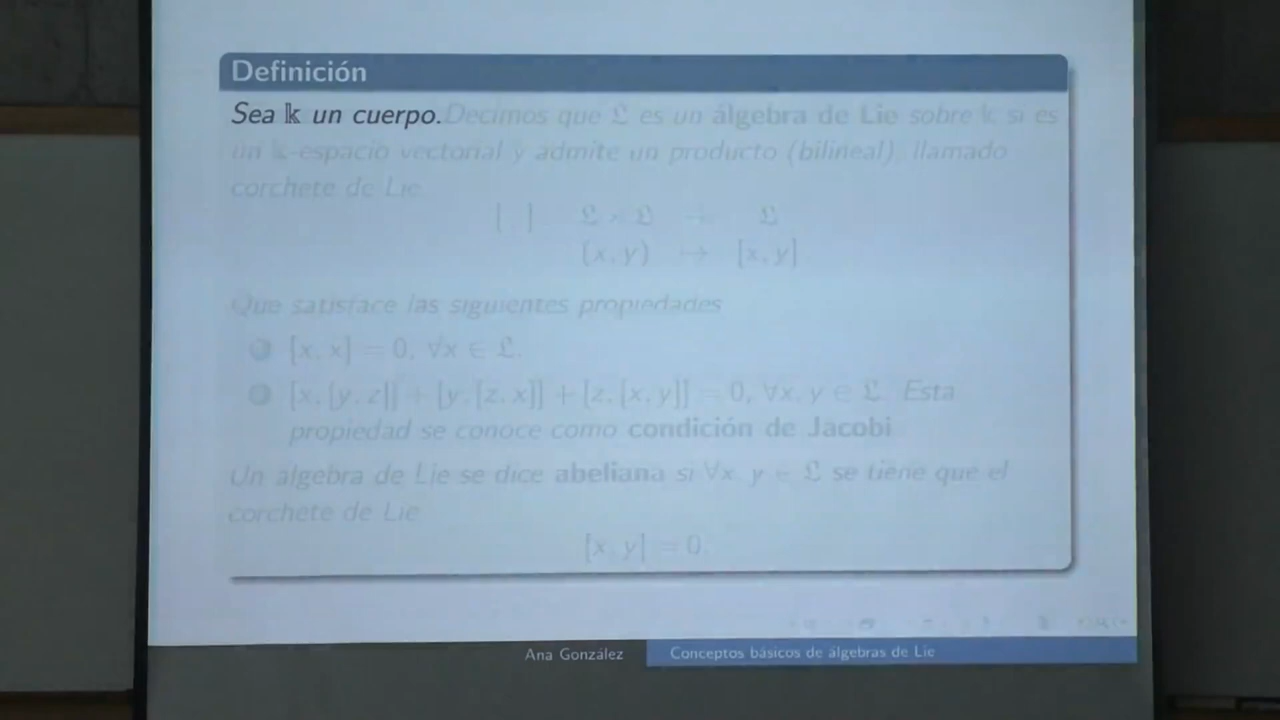 Definición
Sea 𝕜 un cuerpo. Decimos que 𝔏 es un álgebra de Lie sobre 𝕜 si es
un 𝕜-espacio vectorial y admite un producto (bilineal), llamado
corchete de Lie
[ , ] : 𝔏 × 𝔏 → 𝔏
(x, y) ↦ [x, y]
Que satisface las siguientes propiedades
1 [x, x] = 0, ∀x ∈ 𝔏.
2 [x, [y, z]] + [y, [z, x]] + [z, [x, y]] = 0, ∀x, y ∈ 𝔏. Esta
propiedad se conoce como condición de Jacobi
Un álgebra de Lie se dice abeliana si ∀x, y ∈ 𝔏 se tiene que el
corchete de Lie
[x, y] = 0.
Ana González
Conceptos básicos de álgebras de Lie